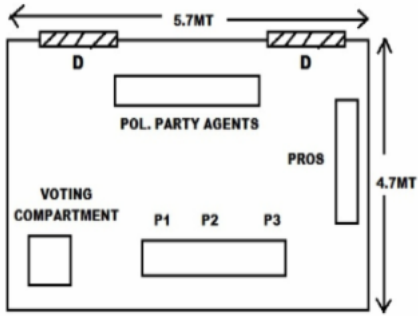 5.7MT
D D
POL. PARTY AGENTS
PROS
4.7MT
VOTING
COMPARTMENT
P1 P2 P3